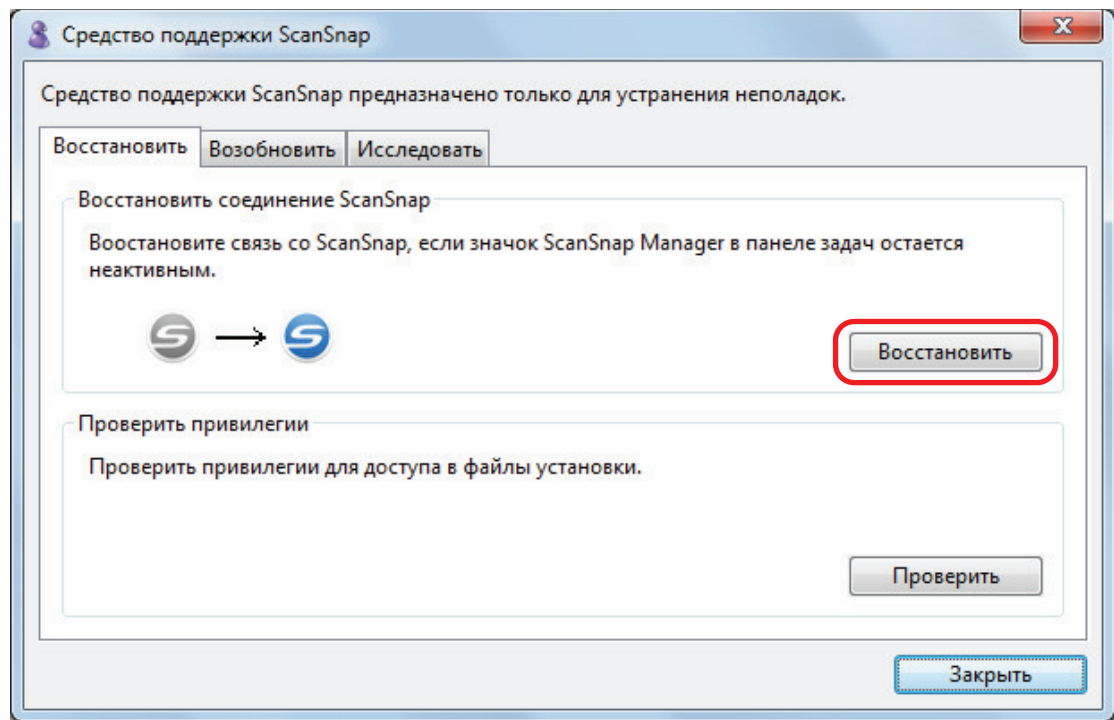 Средство поддержки ScanSnap
Средство поддержки ScanSnap предназначено только для устранения неполадок.
Восстановить Возобновить Исследовать
Восстановить соединение ScanSnap
Воостановите связь со ScanSnap, если значок ScanSnap Manager в панеле задач остается
неактивным.
Восстановить
Проверить привилегии
Проверить привилегии для доступа в файлы установки.
Проверить
Закрыть